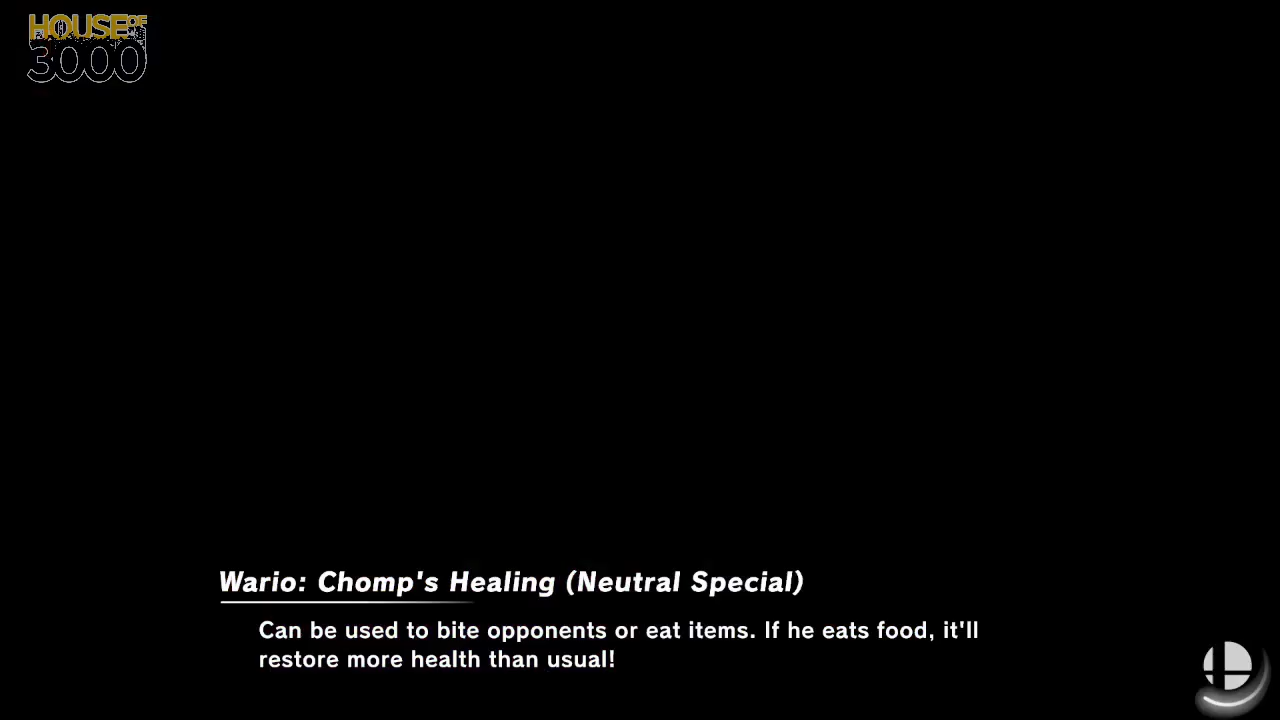 HOUSE OF
3000
Wario: Chomp's Healing (Neutral Special)
Can be used to bite opponents or eat items. If he eats food, it'll
restore more health than usual!